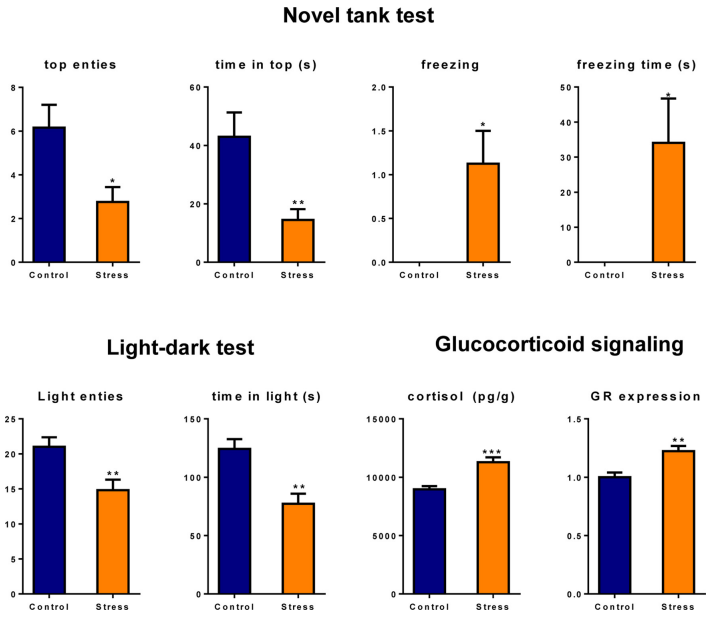 Novel tank test
top enties
time in top (s)
freezing
freezing time (s)
8
6
4
2
0
*
Control Stress
60
40
20
0
**
Control Stress
2.0
1.5
1.0
0.5
0.0
*
Control Stress
50
40
30
20
10
0
*
Control Stress
Light-dark test
Glucocorticoid signaling
Light enties
time in light (s)
cortisol (pg/g)
GR expression
25
20
15
10
5
0
**
Control Stress
150
100
50
0
**
Control Stress
15000
10000
5000
0
***
Control Stress
1.5
1.0
0.5
0.0
**
Control Stress